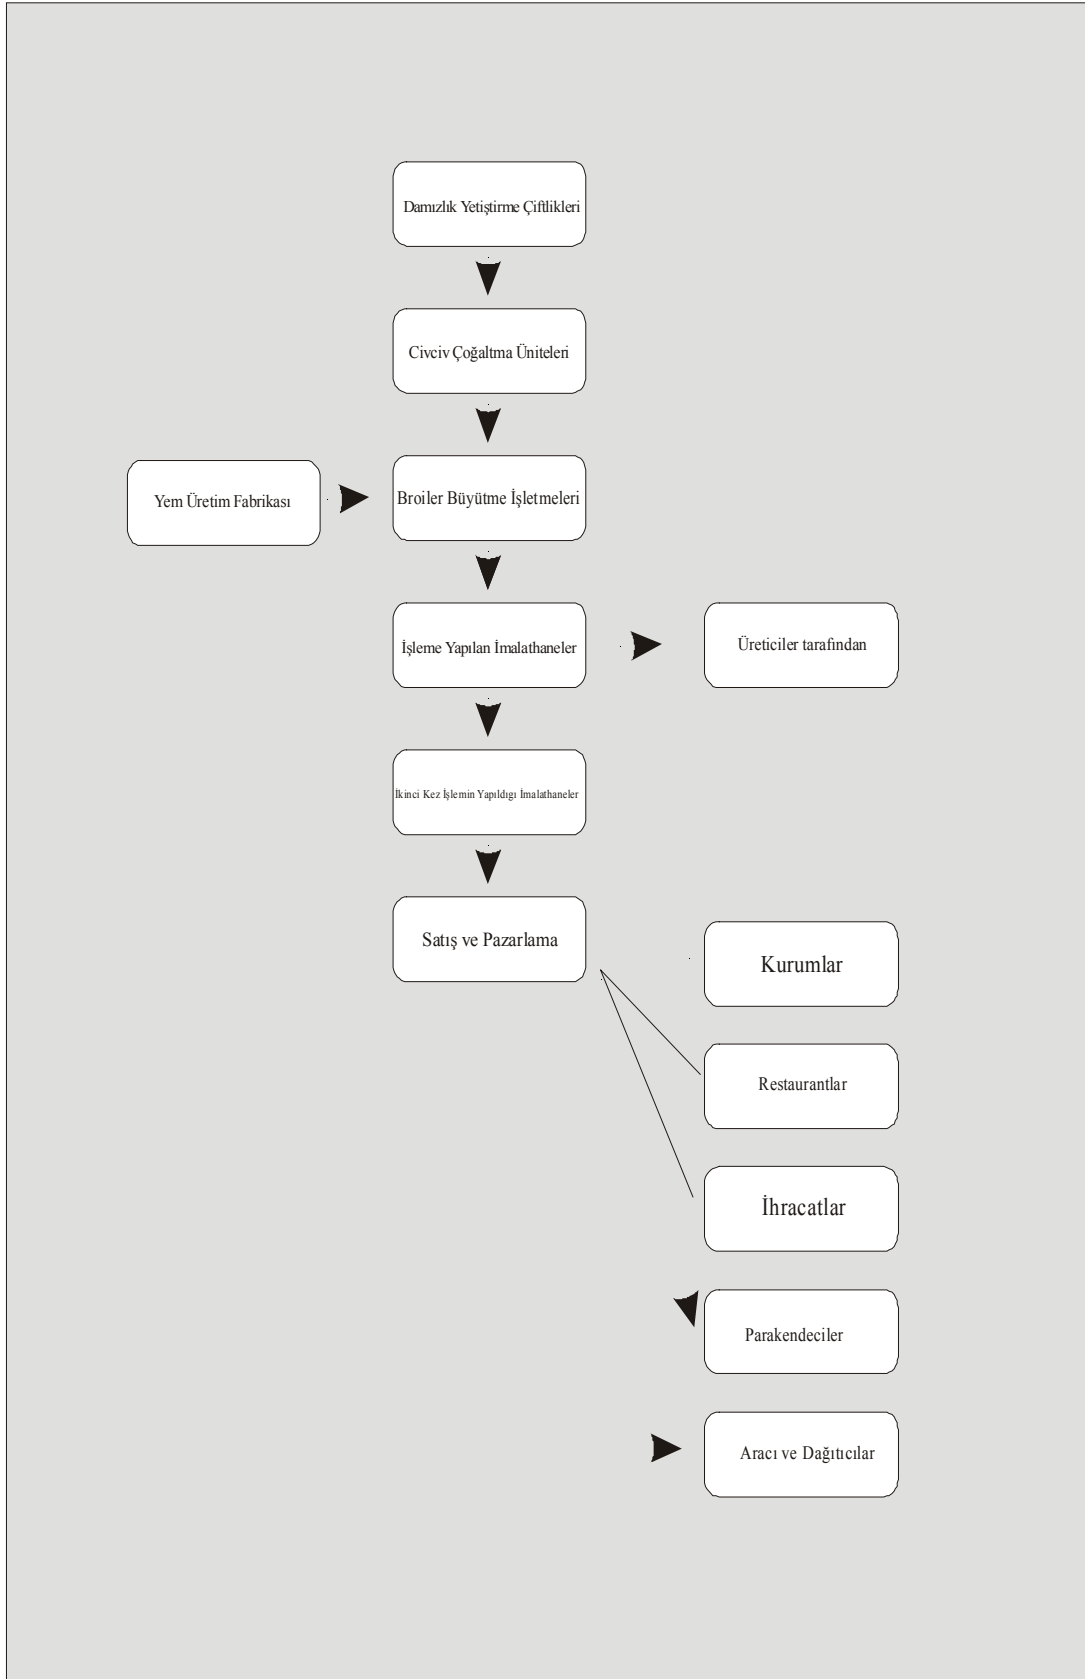 Damızlık Yetiştirme Çiftlikleri
Civciv Çoğaltma Üniteleri
Yem Üretim Fabrikası
Broiler Büyütme İşletmeleri
İşleme Yapılan İmalathaneler
Üreticiler tarafından
İkinci Kez İşlemin Yapıldıgı İmalathaneler
Satış ve Pazarlama
Kurumlar
Restaurantlar
İhracatlar
Parakendeciler
Aracı ve Dağıtıcılar